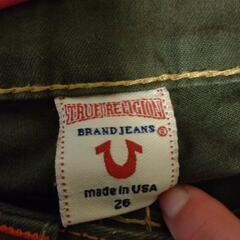 TRUE RELIGION
BRAND JEANS ®
made in USA
26